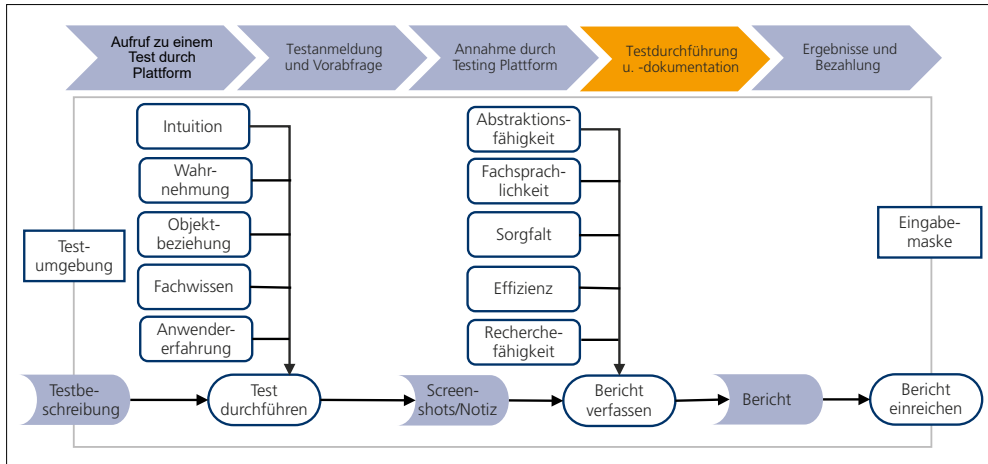 Aufruf zu einem
Test durch
Plattform
Testanmeldung
und Vorabfrage
Annahme durch
Testing Plattform
Testdurchführung
u. -dokumentation
Ergebnisse und
Bezahlung
Intuition
Wahr-
nehmung
Objekt-
beziehung
Fachwissen
Anwender-
erfahrung
Abstraktions-
fähigkeit
Fachsprach-
lichkeit
Sorgfalt
Effizienz
Recherche-
fähigkeit
Test-
umgebung
Eingabe-
maske
Testbe-
schreibung
Test
durchführen
Screen-
shots/Notiz
Bericht
verfassen
Bericht
Bericht
einreichen